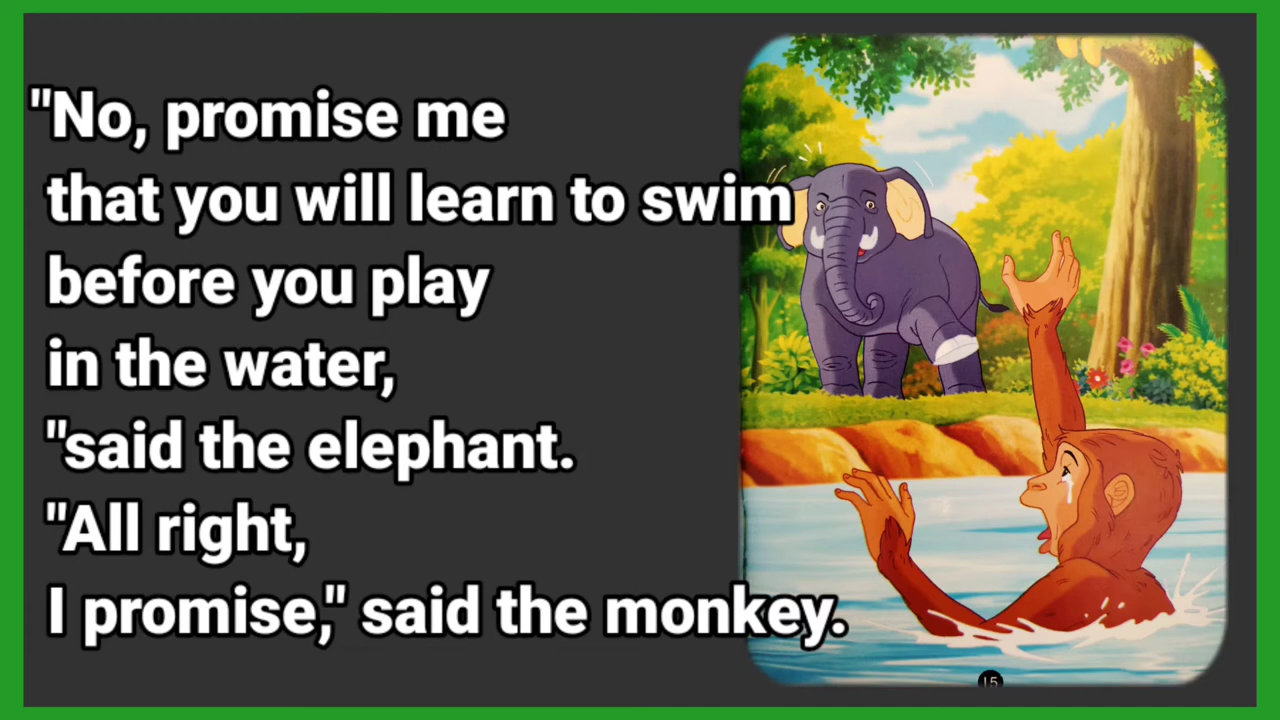 "No, promise me
that you will learn to swim
before you play
in the water,
"said the elephant.
"All right,
I promise," said the monkey.
15